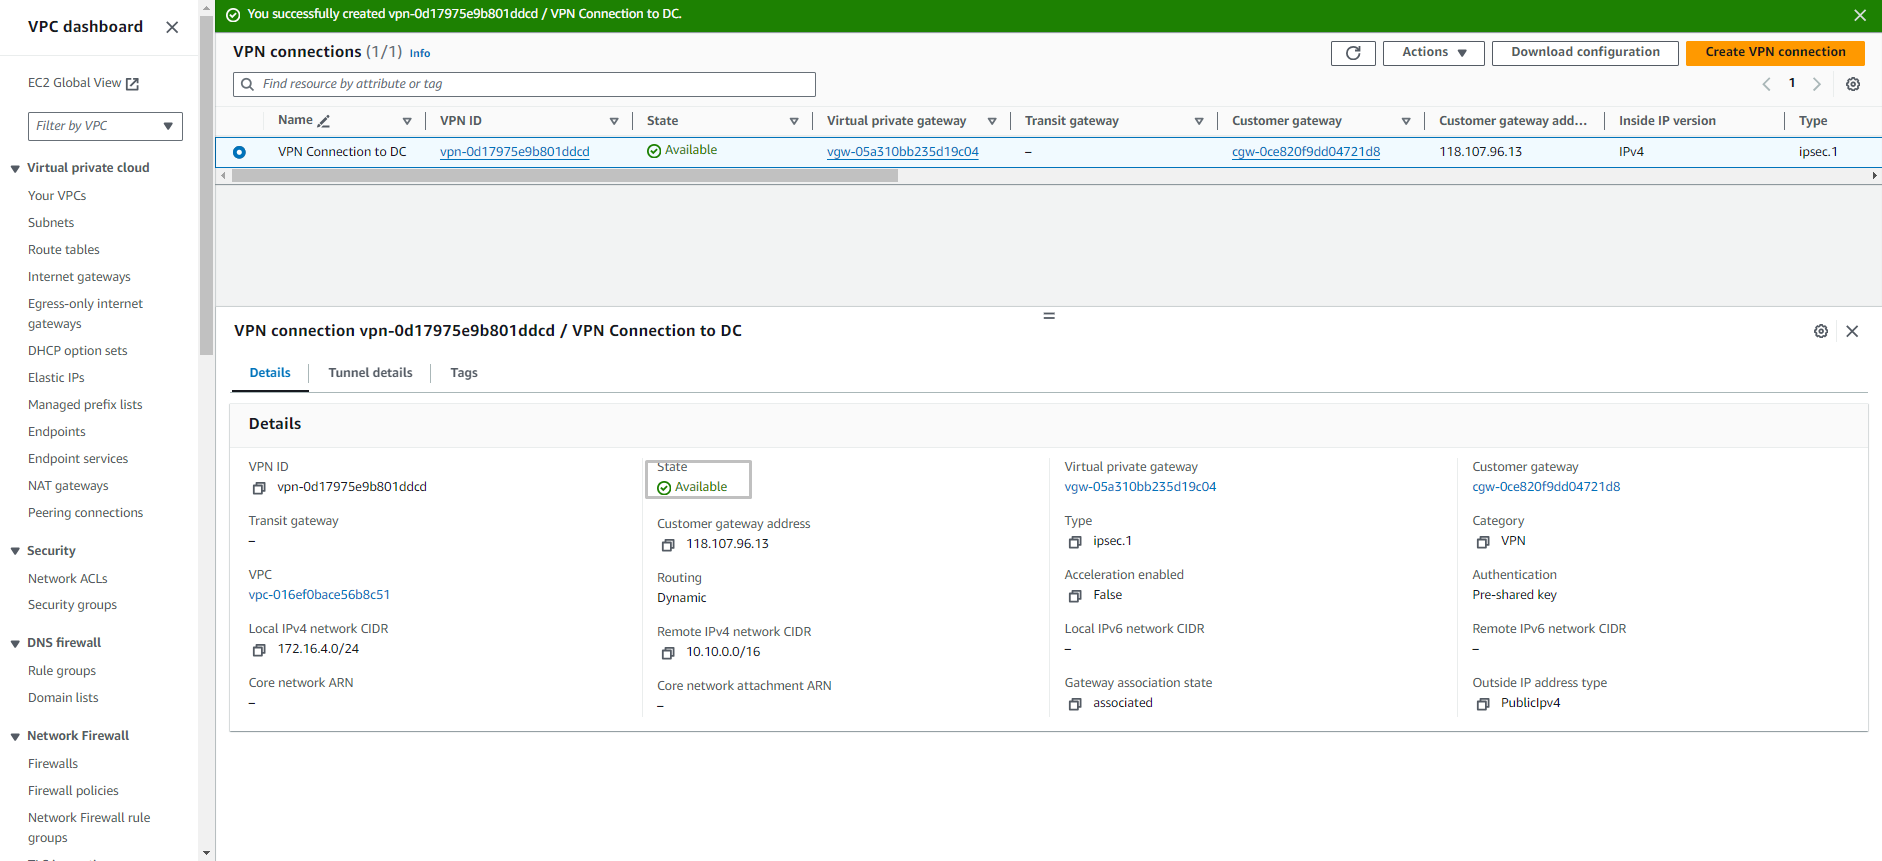 VPC dashboard
EC2 Global View
Filter by VPC
Virtual private cloud
Your VPCs
Subnets
Route tables
Internet gateways
Egress-only internet
gateways
DHCP option sets
Elastic IPs
Managed prefix lists
Endpoints
Endpoint services
NAT gateways
Peering connections
Security
Network ACLs
Security groups
DNS firewall
Rule groups
Domain lists
Network Firewall
Firewalls
Firewall policies
Network Firewall rule
groups
You successfully created vpn-0d17975e9b801ddcd / VPN Connection to DC.
VPN connections (1/1) Info
Actions
Download configuration
Create VPN connection
Find resource by attribute or tag
1
Name VPN ID State Virtual private gateway Transit gateway Customer gateway Customer gateway add... Inside IP version Type
VPN Connection to DC vpn-0d17975e9b801ddcd Available vgw-05a310bb235d19c04 – cgw-0ce820f9dd04721d8 118.107.96.13 IPv4 ipsec.1
VPN connection vpn-0d17975e9b801ddcd / VPN Connection to DC
Details Tunnel details Tags
Details
VPN ID
vpn-0d17975e9b801ddcd
Transit gateway
–
VPC
vpc-016ef0bace56b8c51
Local IPv4 network CIDR
172.16.4.0/24
Core network ARN
–
State
Available
Customer gateway address
118.107.96.13
Routing
Dynamic
Remote IPv4 network CIDR
10.10.0.0/16
Core network attachment ARN
–
Virtual private gateway
vgw-05a310bb235d19c04
Type
ipsec.1
Acceleration enabled
False
Local IPv6 network CIDR
–
Gateway association state
associated
Customer gateway
cgw-0ce820f9dd04721d8
Category
VPN
Authentication
Pre-shared key
Remote IPv6 network CIDR
–
Outside IP address type
PublicIpv4